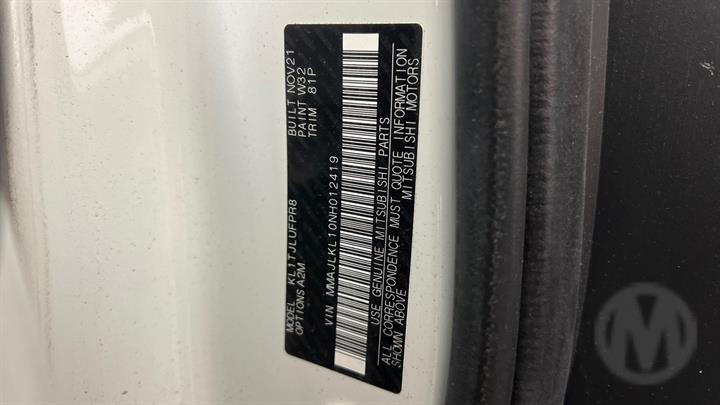 MODEL KL1TJLUFPR8 BUILT NOV21
OPTIONS A2M PAINT W32
TRIM 81P
VIN MMAJLKL10NH012419
USE GENUINE MITSUBISHI PARTS
ALL CORRESPONDENCE MUST QUOTE INFORMATION
SHOWN ABOVE MITSUBISHI MOTORS
M